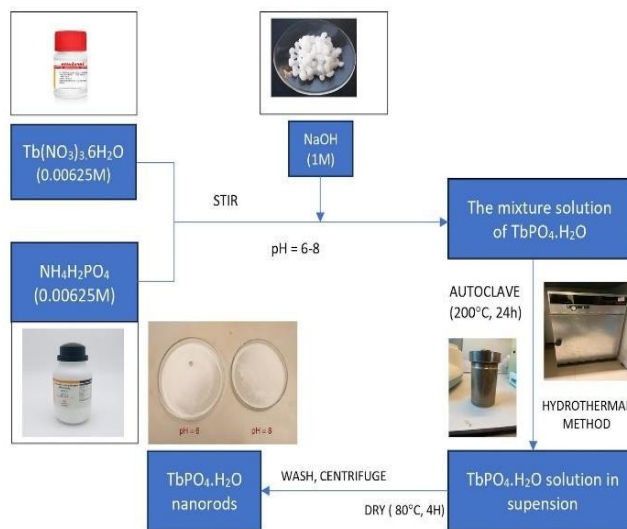 Tb(NO₃)₃.6H₂O
(0.00625M)
NaOH
(1M)
STIR
pH = 6-8
The mixture solution
of TbPO₄.H₂O
NH₄H₂PO₄
(0.00625M)
AUTOCLAVE
(200°C, 24h)
HYDROTHERMAL
METHOD
pH = 6
pH = 8
TbPO₄.H₂O
nanorods
WASH, CENTRIFUGE
DRY ( 80°C, 4H)
TbPO₄.H₂O solution in
supension